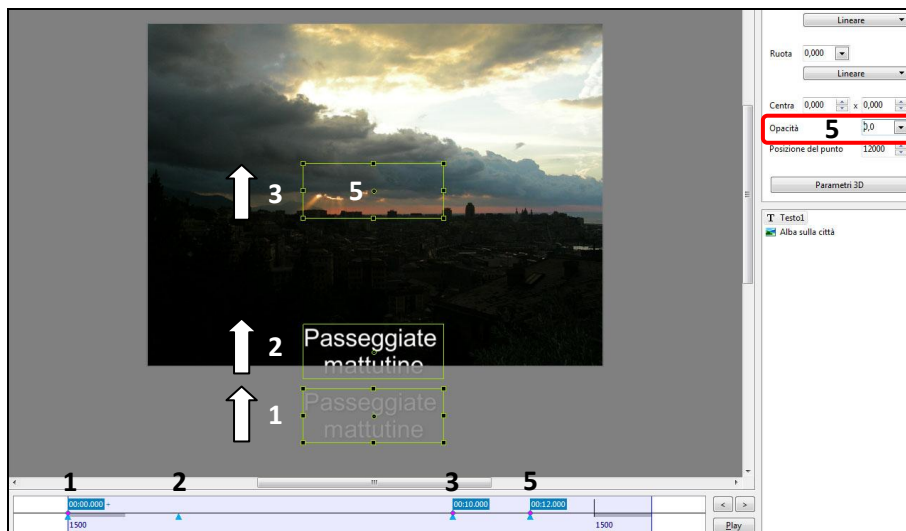 Lineare
Ruota 0,000
Lineare
Centra 0,000 x 0,000
Opacità 5 0,0
Posizione del punto 12000
Parametri 3D
T Testo1
Alba sulla città
3 5
2 Passeggiate
mattutine
1 Passeggiate
mattutine
1 2 3 5
00:00.000 00:10.000 00:12.000
1500 1500
< >
Play